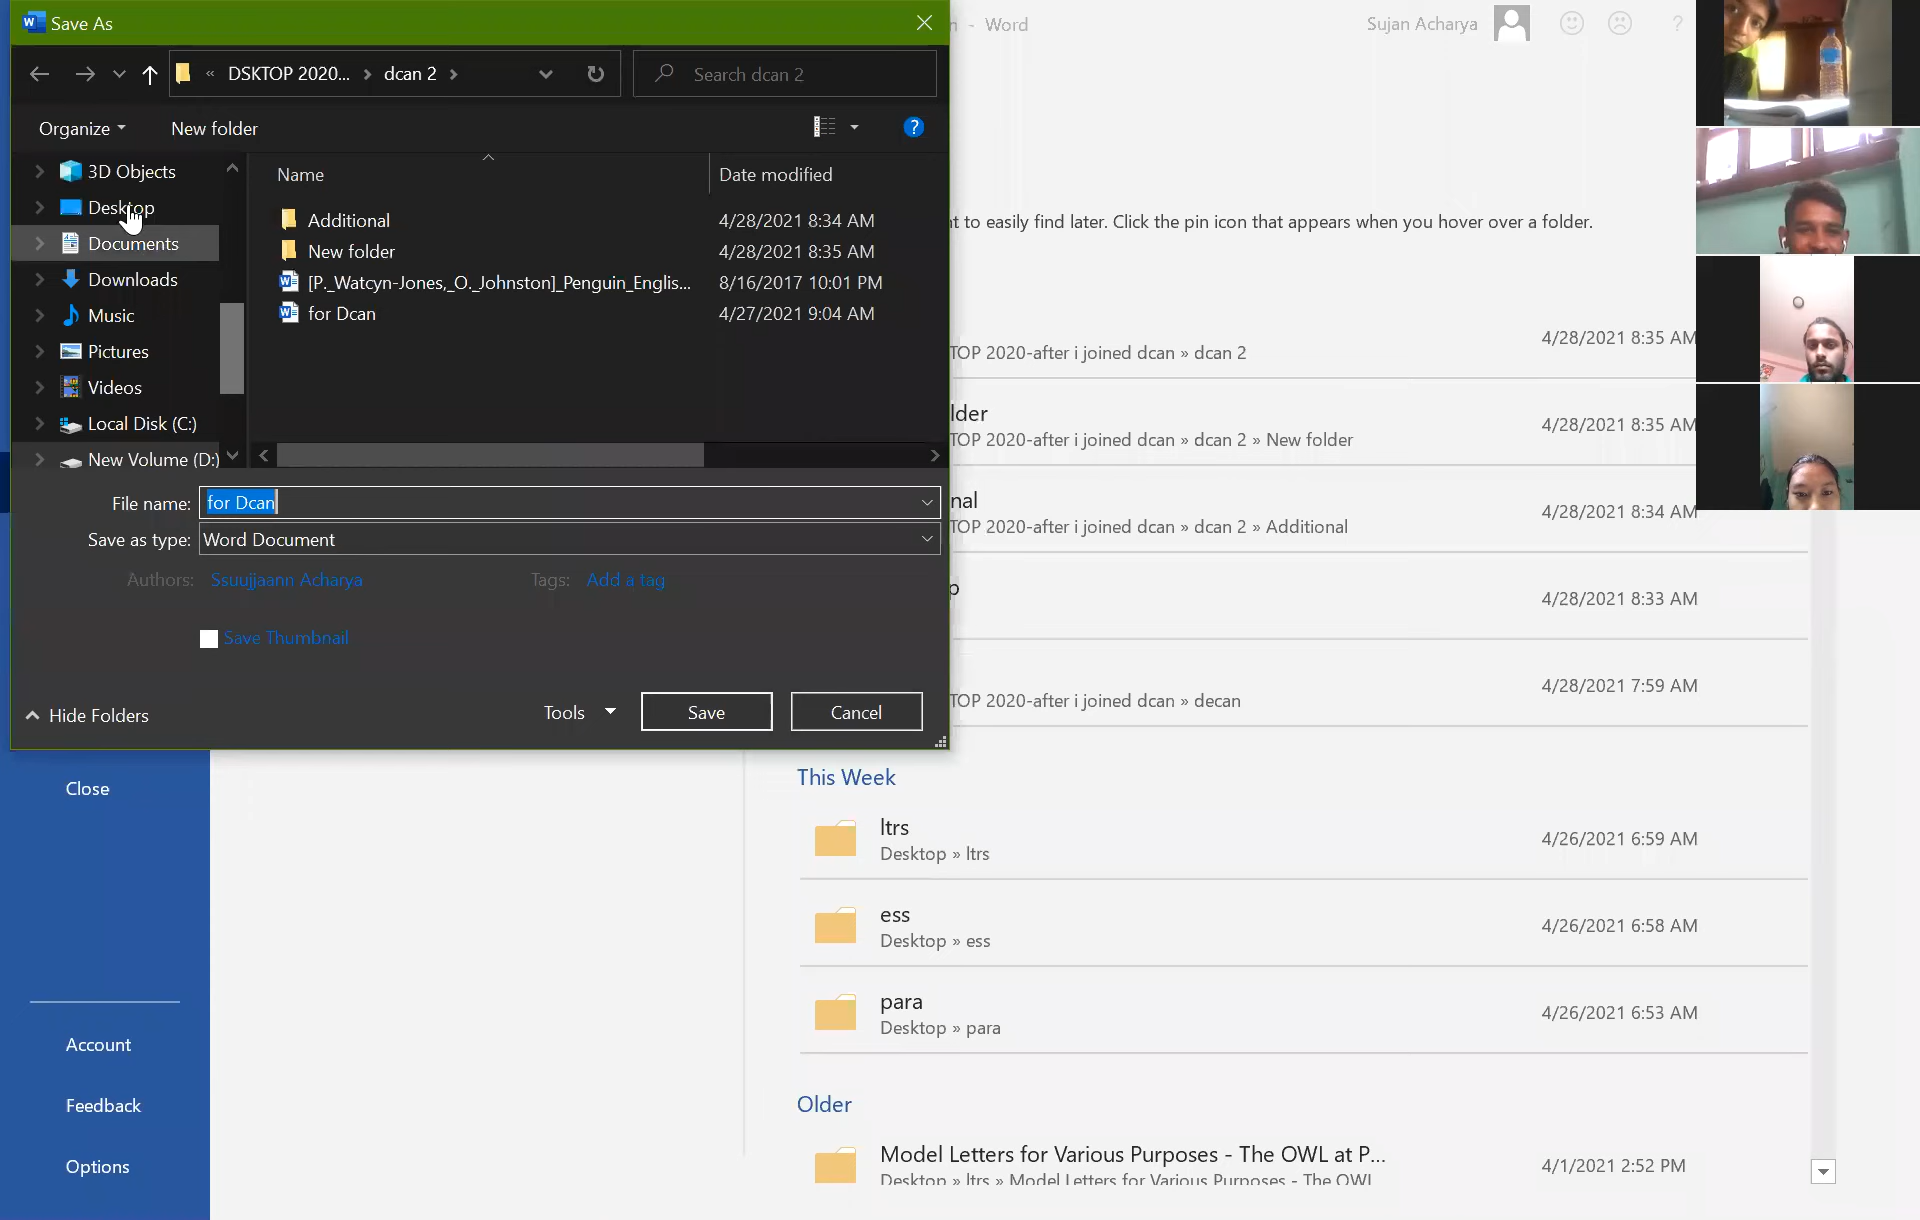 Save As
n - Word
Sujan Acharya
?
« DSKTOP 2020... › dcan 2 ›
Search dcan 2
Organize
New folder
?
3D Objects
Desktop
Documents
Downloads
Music
Pictures
Videos
Local Disk (C:)
New Volume (D:)
Name
Date modified
Additional 4/28/2021 8:34 AM
New folder 4/28/2021 8:35 AM
[P._Watcyn-Jones,_O._Johnston]_Penguin_Englis... 8/16/2017 10:01 PM
for Dcan 4/27/2021 9:04 AM
File name: for Dcan
Save as type: Word Document
Authors: Ssuujjaann Acharya
Tags: Add a tag
Save Thumbnail
Hide Folders
Tools
Save
Cancel
t to easily find later. Click the pin icon that appears when you hover over a folder.
TOP 2020-after i joined dcan » dcan 2
4/28/2021 8:35 AM
lder
TOP 2020-after i joined dcan » dcan 2 » New folder
4/28/2021 8:35 AM
nal
TOP 2020-after i joined dcan » dcan 2 » Additional
4/28/2021 8:34 AM
p
4/28/2021 8:33 AM
TOP 2020-after i joined dcan » decan
4/28/2021 7:59 AM
This Week
ltrs
Desktop » ltrs
4/26/2021 6:59 AM
ess
Desktop » ess
4/26/2021 6:58 AM
para
Desktop » para
4/26/2021 6:53 AM
Older
Model Letters for Various Purposes - The OWL at P...
Desktop » ltrs » Model Letters for Various Purposes - The OWL
4/1/2021 2:52 PM
Close
Account
Feedback
Options